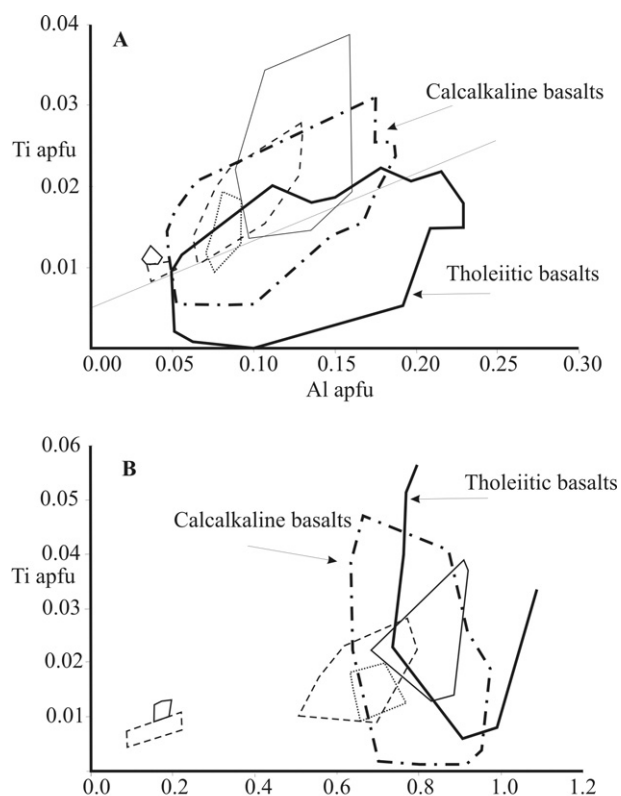 0.04
A
Calcalkaline basalts
0.03
Ti apfu
0.02
0.01
Tholeiitic basalts
0.00
0.05
0.10
0.15
0.20
0.25
0.30
Al apfu
0.06
B
Tholeiitic basalts
0.05
Calcalkaline basalts
0.04
Ti apfu
0.03
0.02
0.01
0.0
0.2
0.4
0.6
0.8
1.0
1.2